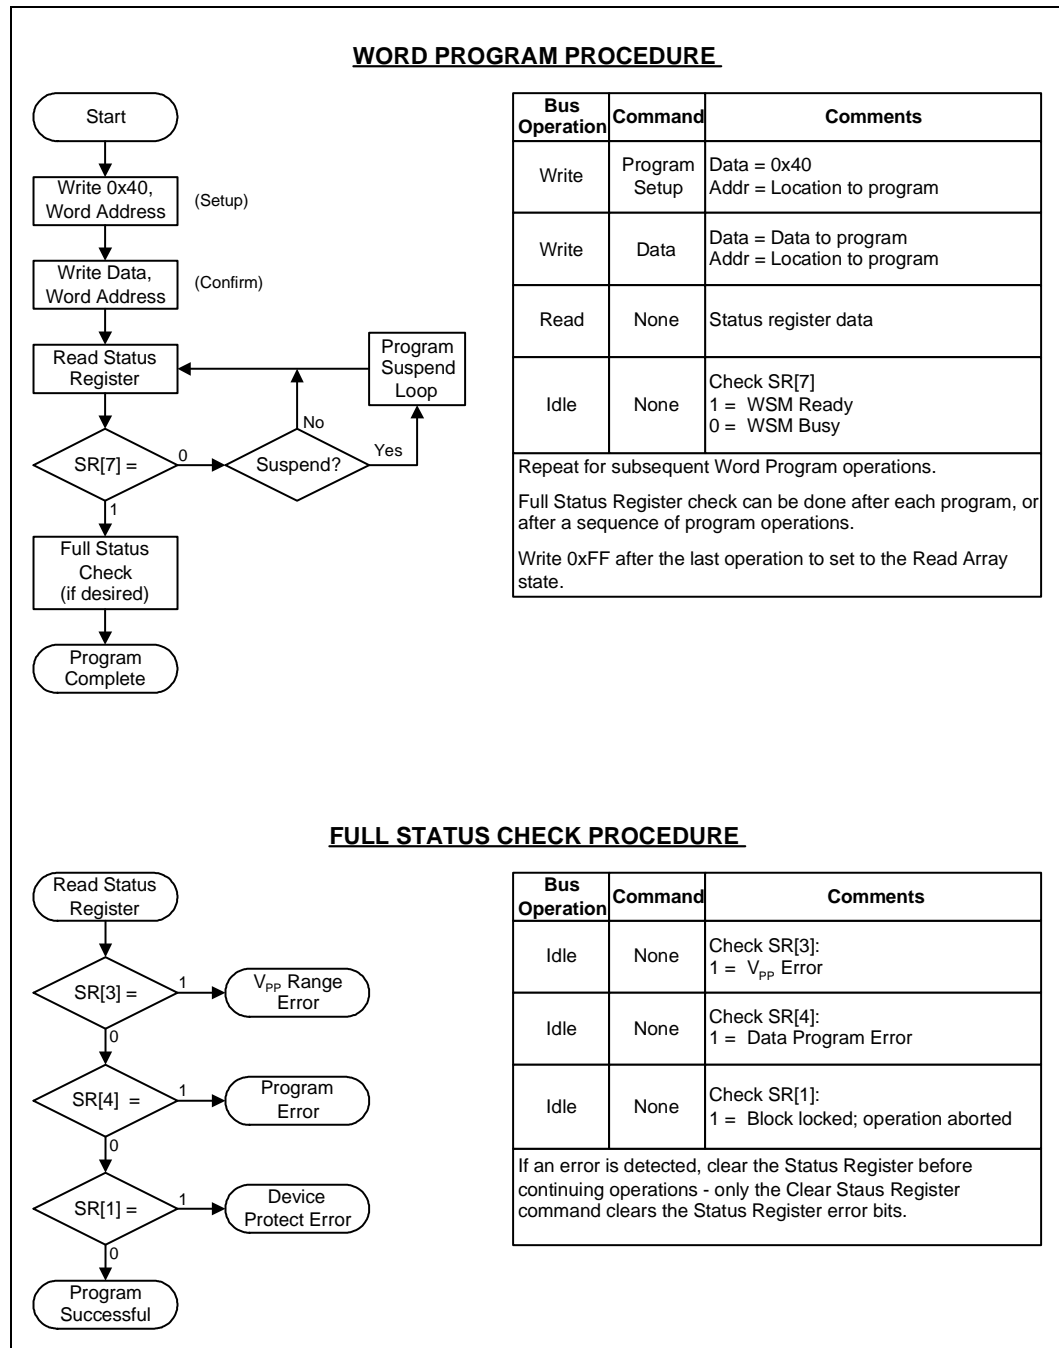 WORD PROGRAM PROCEDURE
Start
Write 0x40,
Word Address
(Setup)
Write Data,
Word Address
(Confirm)
Read Status
Register
Program
Suspend
Loop
No
Yes
SR[7] =
0
Suspend?
1
Full Status
Check
(if desired)
Program
Complete
Bus
Operation
Command
Comments
Write
Program
Setup
Data = 0x40
Addr = Location to program
Write
Data
Data = Data to program
Addr = Location to program
Read
None
Status register data
Idle
None
Check SR[7]
1 = WSM Ready
0 = WSM Busy
Repeat for subsequent Word Program operations.
Full Status Register check can be done after each program, or
after a sequence of program operations.
Write 0xFF after the last operation to set to the Read Array
state.
FULL STATUS CHECK PROCEDURE
Read Status
Register
SR[3] =
1
VPP Range
Error
0
SR[4] =
1
Program
Error
0
SR[1] =
1
Device
Protect Error
0
Program
Successful
Bus
Operation
Command
Comments
Idle
None
Check SR[3]:
1 = VPP Error
Idle
None
Check SR[4]:
1 = Data Program Error
Idle
None
Check SR[1]:
1 = Block locked; operation aborted
If an error is detected, clear the Status Register before
continuing operations - only the Clear Staus Register
command clears the Status Register error bits.